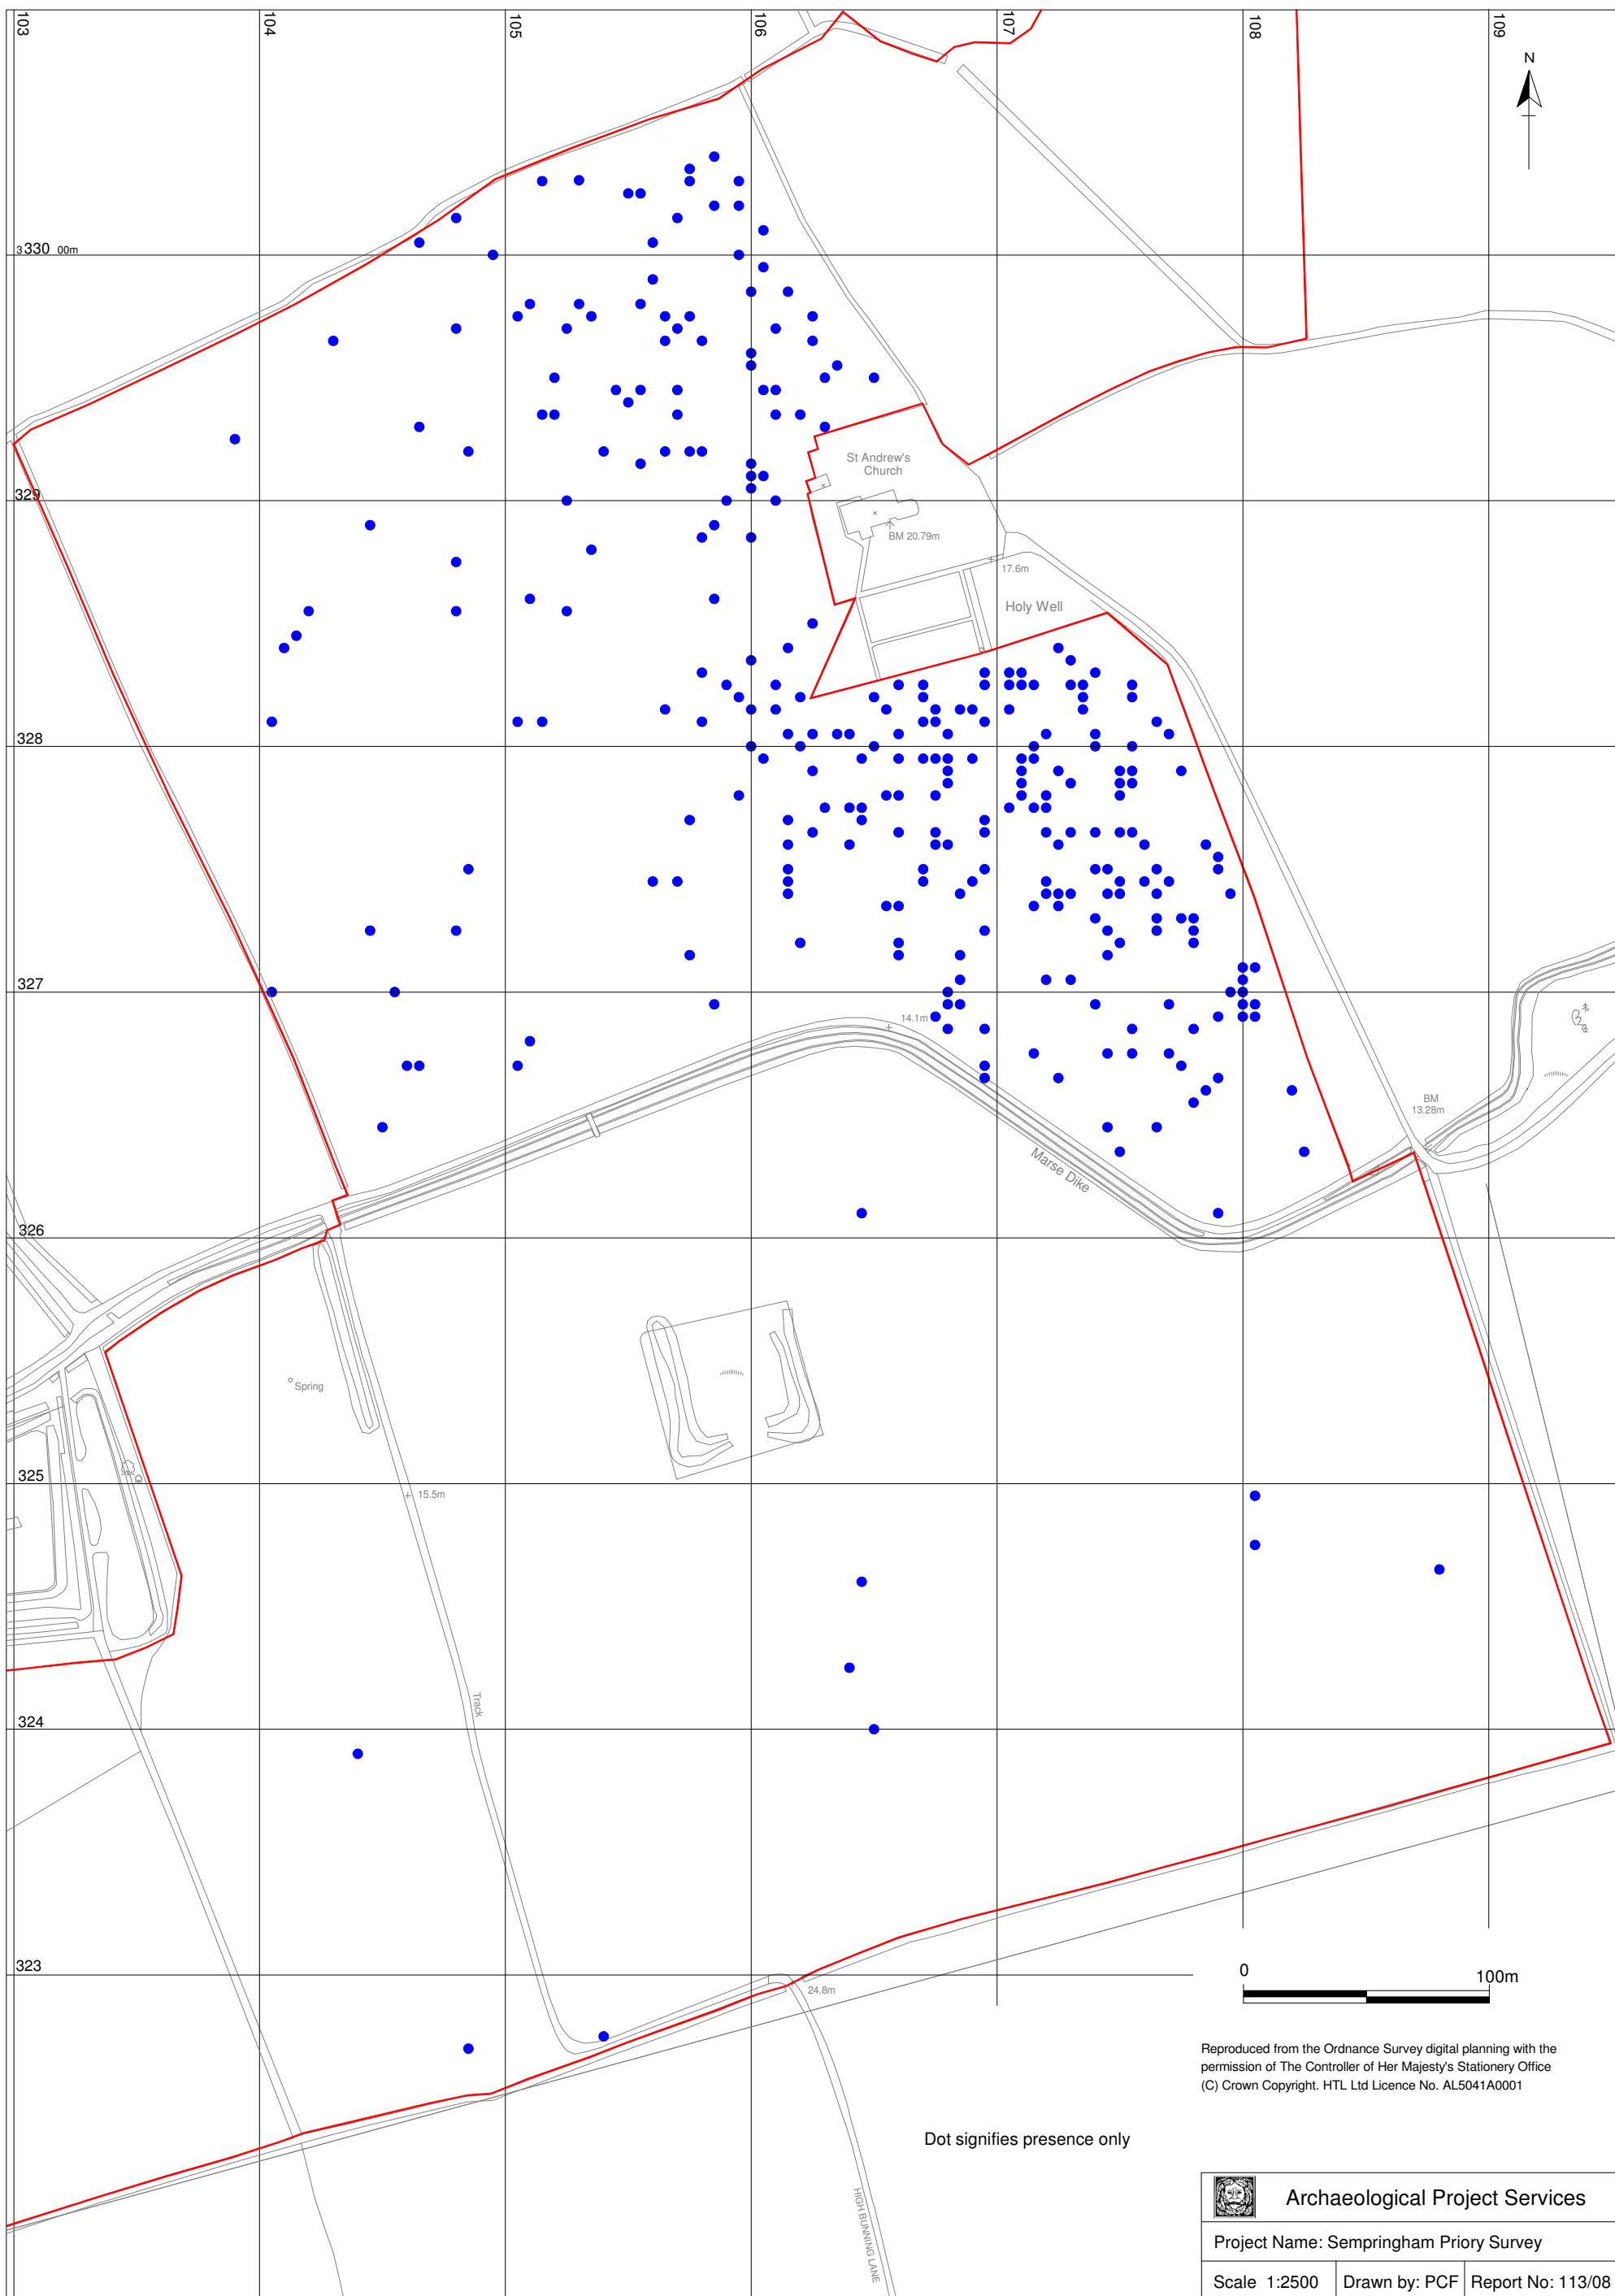 103
104
105
106
107
108
109
N
3330 00m
St Andrew's
Church
329
BM 20.79m
17.6m
Holy Well
328
327
14.1m
BM
13.28m
Marse Dike
326
Spring
325
15.5m
Track
324
323
24.8m
0 100m
Reproduced from the Ordnance Survey digital planning with the
permission of The Controller of Her Majesty's Stationery Office
(C) Crown Copyright. HTL Ltd Licence No. AL5041A0001
Dot signifies presence only
HIGH BUNNING LANE
Archaeological Project Services
Project Name: Sempringham Priory Survey
Scale 1:2500 Drawn by: PCF Report No: 113/08